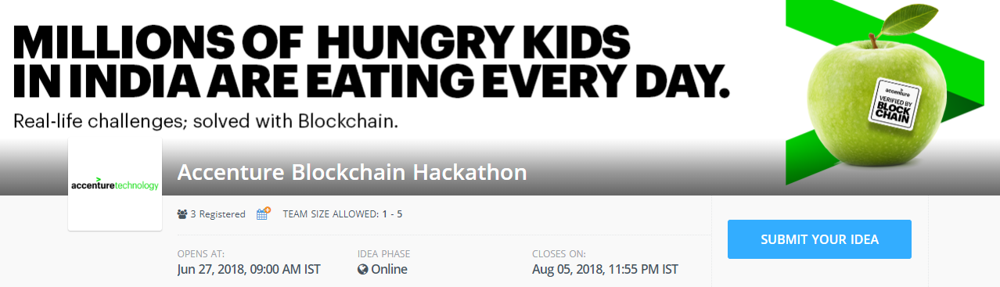 MILLIONS OF HUNGRY KIDS
IN INDIA ARE EATING EVERY DAY.
Real-life challenges; solved with Blockchain.
accenture
VERIFIED BY
BLOCK
CHAIN
accenturetechnology
Accenture Blockchain Hackathon
3 Registered TEAM SIZE ALLOWED: 1 - 5
SUBMIT YOUR IDEA
OPENS AT: IDEA PHASE CLOSES ON:
Jun 27, 2018, 09:00 AM IST Online Aug 05, 2018, 11:55 PM IST